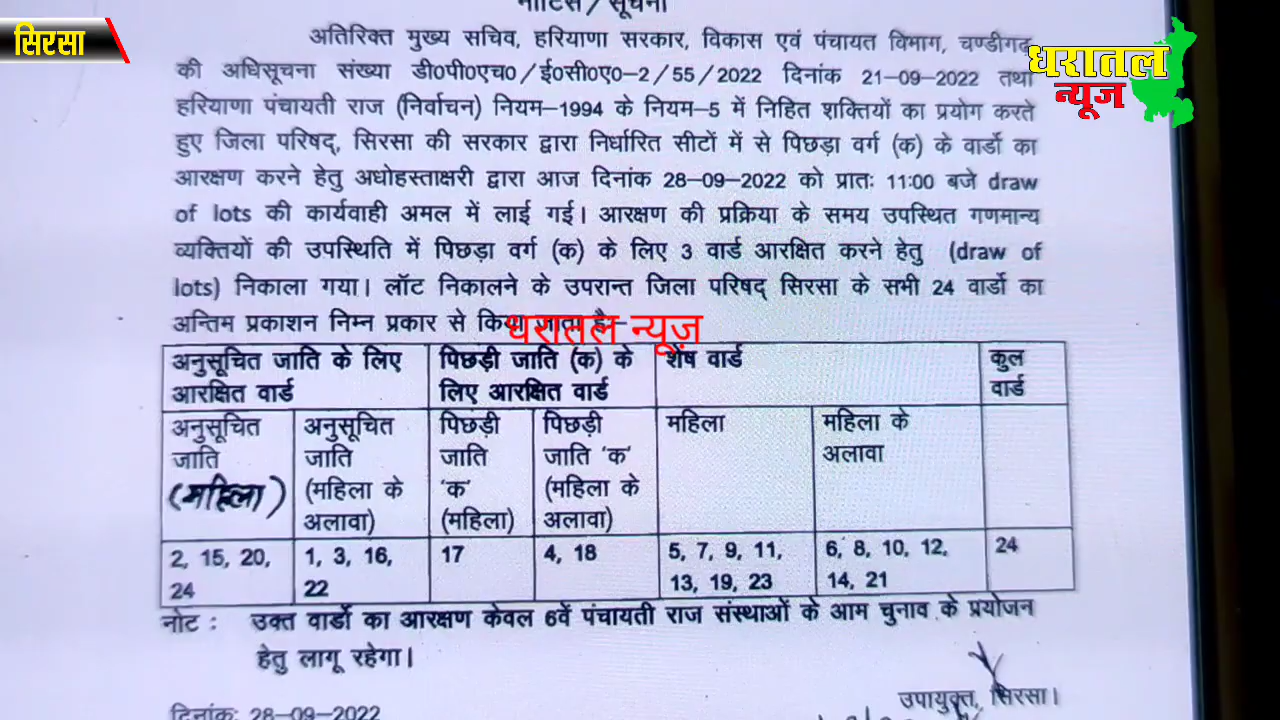 सिरसा
धरातल
न्यूज़
नोटिस/सूचना
अतिरिक्त मुख्य सचिव, हरियाणा सरकार, विकास एवं पंचायत विभाग, चण्डीगढ़
की अधिसूचना संख्या डी0पी0एच0/ई0सी0ए0–2/55/2022 दिनांक 21–09–2022 तथा
हरियाणा पंचायती राज (निर्वाचन) नियम–1994 के नियम–5 में निहित शक्तियों का प्रयोग करते
हुए जिला परिषद्, सिरसा की सरकार द्वारा निर्धारित सीटों में से पिछड़ा वर्ग (क) के वार्डो का
आरक्षण करने हेतु अधोहस्ताक्षरी द्वारा आज दिनांक 28–09–2022 को प्रातः 11:00 बजे draw
of lots की कार्यवाही अमल में लाई गई। आरक्षण की प्रक्रिया के समय उपस्थित गणमान्य
व्यक्तियों की उपस्थिति में पिछड़ा वर्ग (क) के लिए 3 वार्ड आरक्षित करने हेतु (draw of
lots) निकाला गया। लॉट निकालने के उपरान्त जिला परिषद् सिरसा के सभी 24 वार्डो का
अन्तिम प्रकाशन निम्न प्रकार से किया जाता है–
धरातल न्यूज़
अनुसूचित जाति के लिए आरक्षित वार्ड
पिछड़ी जाति (क) के लिए आरक्षित वार्ड
शेष वार्ड
कुल वार्ड
अनुसूचित जाति (महिला)
अनुसूचित जाति (महिला के अलावा)
पिछड़ी जाति 'क' (महिला)
पिछड़ी जाति 'क' (महिला के अलावा)
महिला
महिला के अलावा
2, 15, 20, 24
1, 3, 16, 22
17
4, 18
5, 7, 9, 11, 13, 19, 23
6, 8, 10, 12, 14, 21
24
नोट : उक्त वार्डो का आरक्षण केवल 6वें पंचायती राज संस्थाओं के आम चुनाव के प्रयोजन
हेतु लागू रहेगा।
उपायुक्त, सिरसा।
दिनांक: 28-09-2022